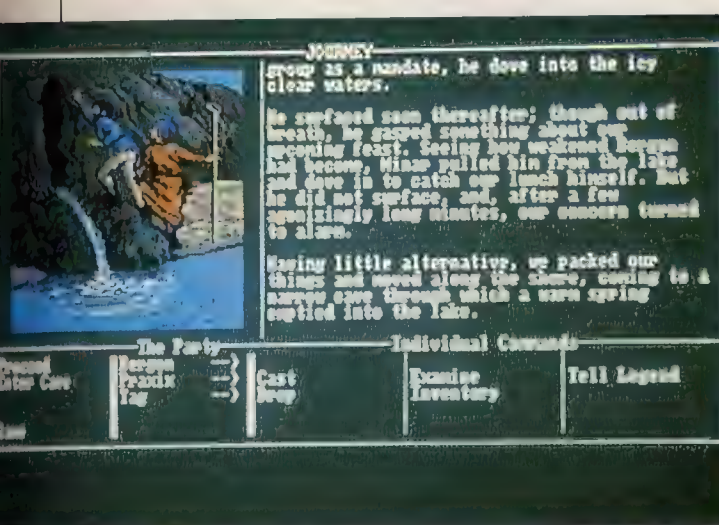 JOURNEY
group as a mandate, he dove into the icy
clear waters.
He surfaced soon thereafter; though out of
breath, he gasped something about our
upcoming feast. Seeing how weakened Bergon
had become, Minar pulled him from the lake
and dove in to catch our lunch himself. But
he did not surface, and, after a few
agonizingly long minutes, our concern turned
to alarm.
Having little alternative, we packed our
things and moved along the shore, coming to a
narrow cave through which a warm spring
emptied into the lake.
The Party
Individual Commands
Bergon
Praxix
Tag
Cast
Drop
Examine
Inventory
Tell Legend